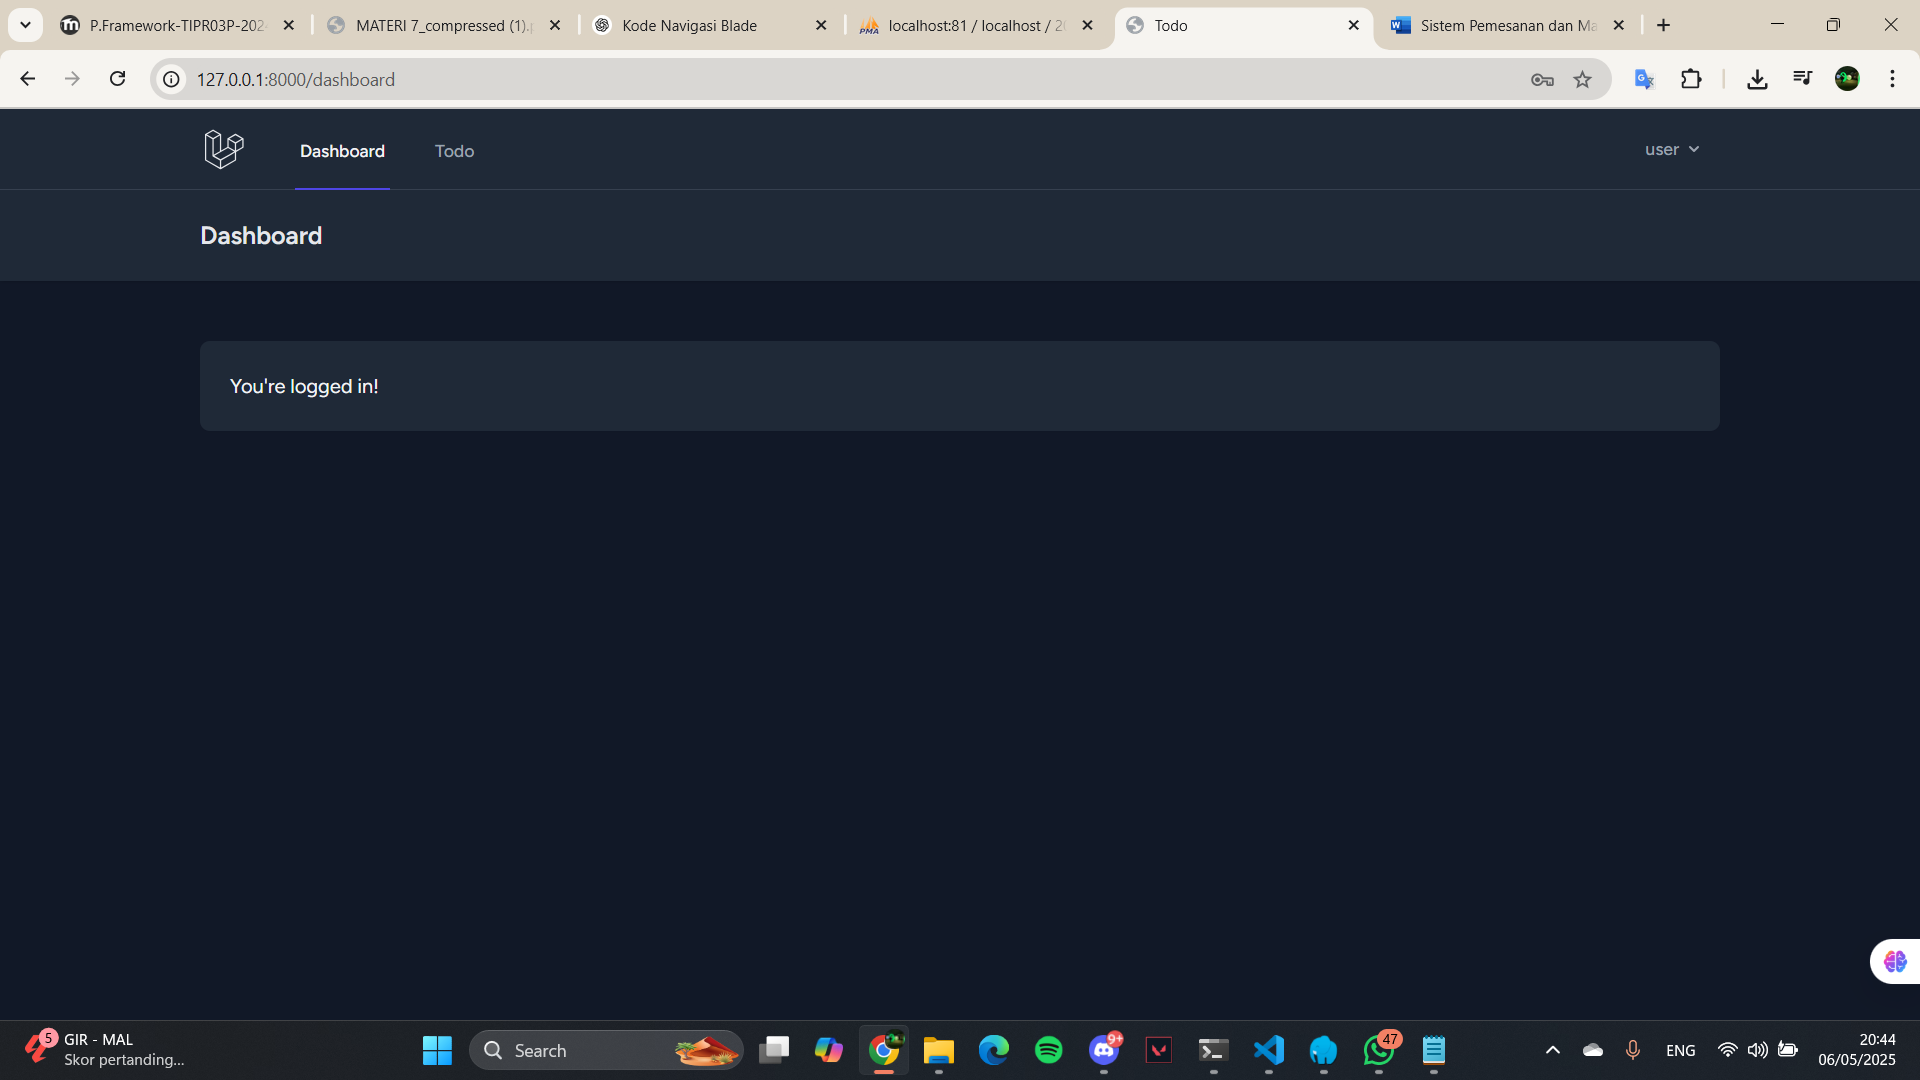 P.Framework-TIPR03P-202
MATERI 7_compressed (1).p
Kode Navigasi Blade
PMA
localhost:81 / localhost / 20
Todo
Sistem Pemesanan dan Ma
127.0.0.1:8000/dashboard
Dashboard
Todo
user
Dashboard
You're logged in!
5
GIR - MAL
Skor pertanding...
Search
9+
47
ENG
20:44
06/05/2025